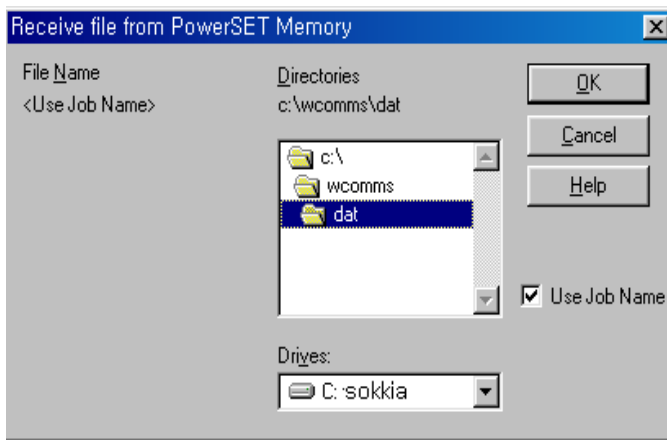 Receive file from PowerSET Memory
File Name
<Use Job Name>
Directories
c:\wcomms\dat
c:\
wcomms
dat
OK
Cancel
Help
Use Job Name
Drives:
C: sokkia